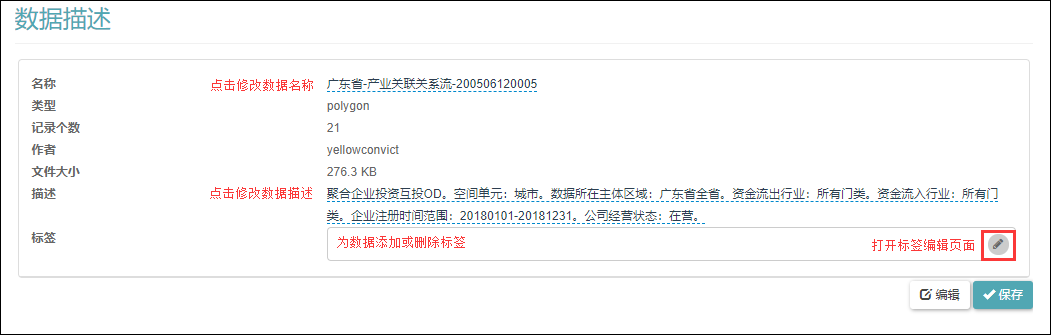 数据描述
名称 点击修改数据名称 广东省-产业关联关系流-200506120005
类型 polygon
记录个数 21
作者 yellowconvict
文件大小 276.3 KB
描述 点击修改数据描述 聚合企业投资互投OD。空间单元：城市。数据所在主体区域：广东省全省。资金流出行业：所有门类。资金流入行业：所有门
类。企业注册时间范围：20180101-20181231。公司经营状态：在营。
标签 为数据添加或删除标签 打开标签编辑页面
编辑 保存